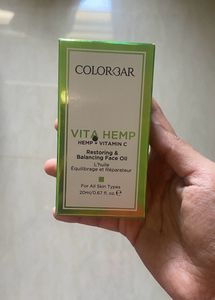 COLORBAR
VITA HEMP
HEMP + VITAMIN C
Restoring &
Balancing Face Oil
L'huile
Équilibrage et Réparateur
For All Skin Types
20ml/0.67 fl. oz.℮